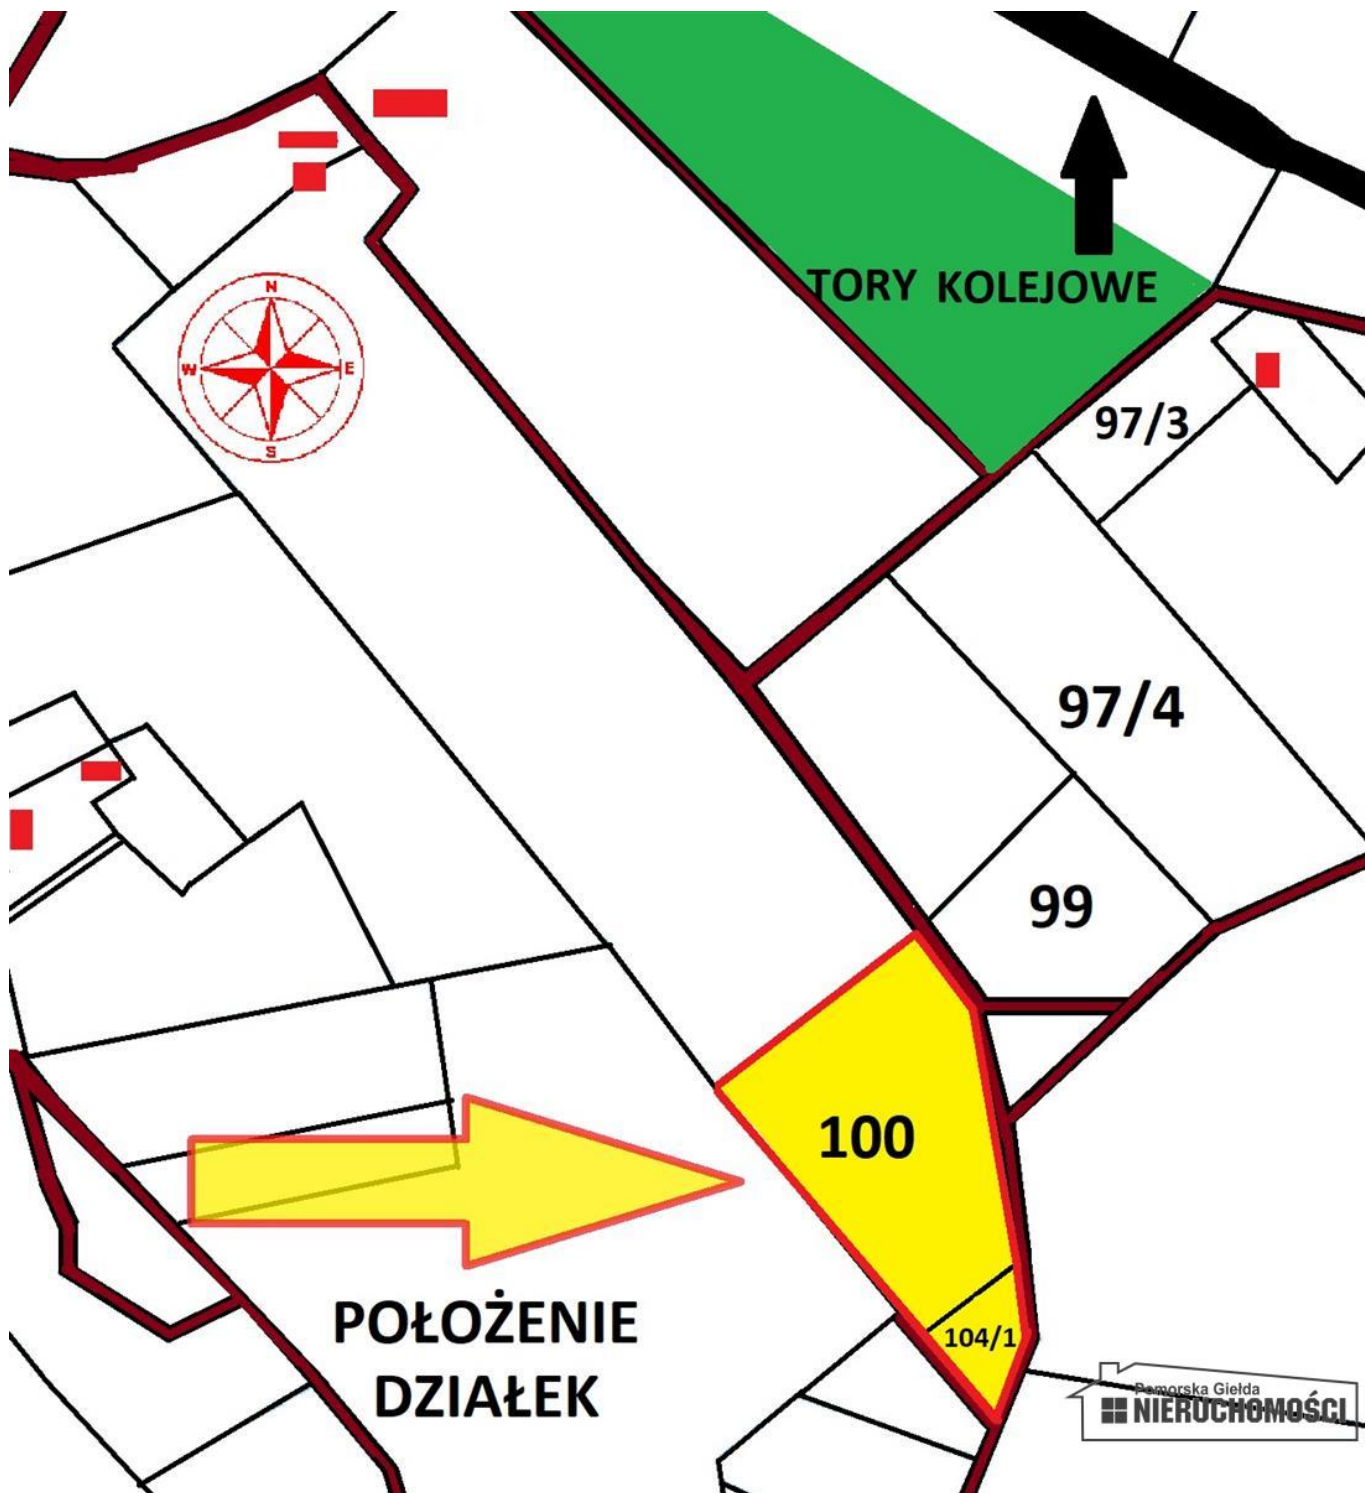 N
W
E
S
TORY KOLEJOWE
97/3
97/4
99
100
104/1
POŁOŻENIE
DZIAŁEK
Pomorska Giełda
NIERUCHOMOŚCI